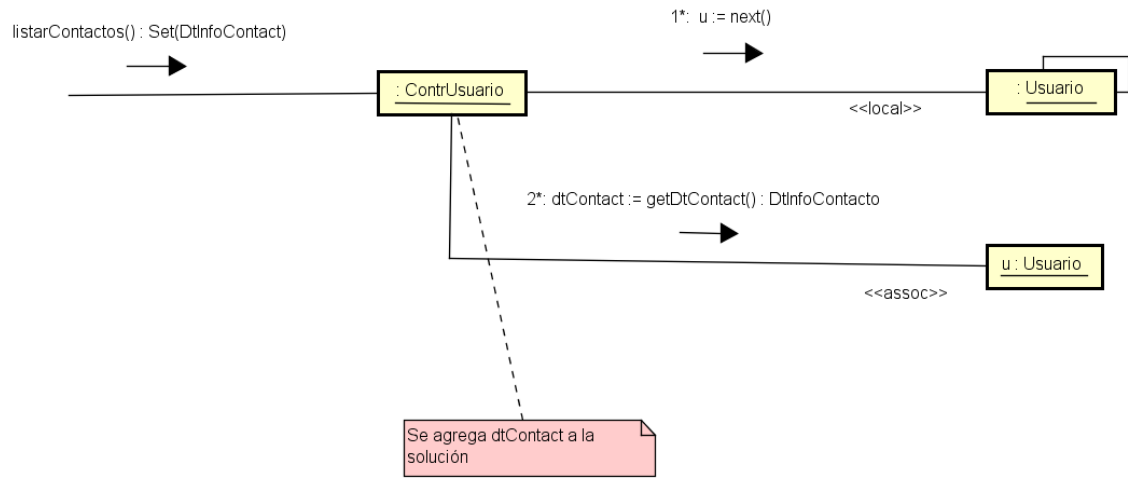 listarContactos() : Set(DtInfoContact)
1*: u := next()
: ContrUsuario
: Usuario
<<local>>
2*: dtContact := getDtContact() : DtInfoContacto
u : Usuario
<<assoc>>
Se agrega dtContact a la
solución